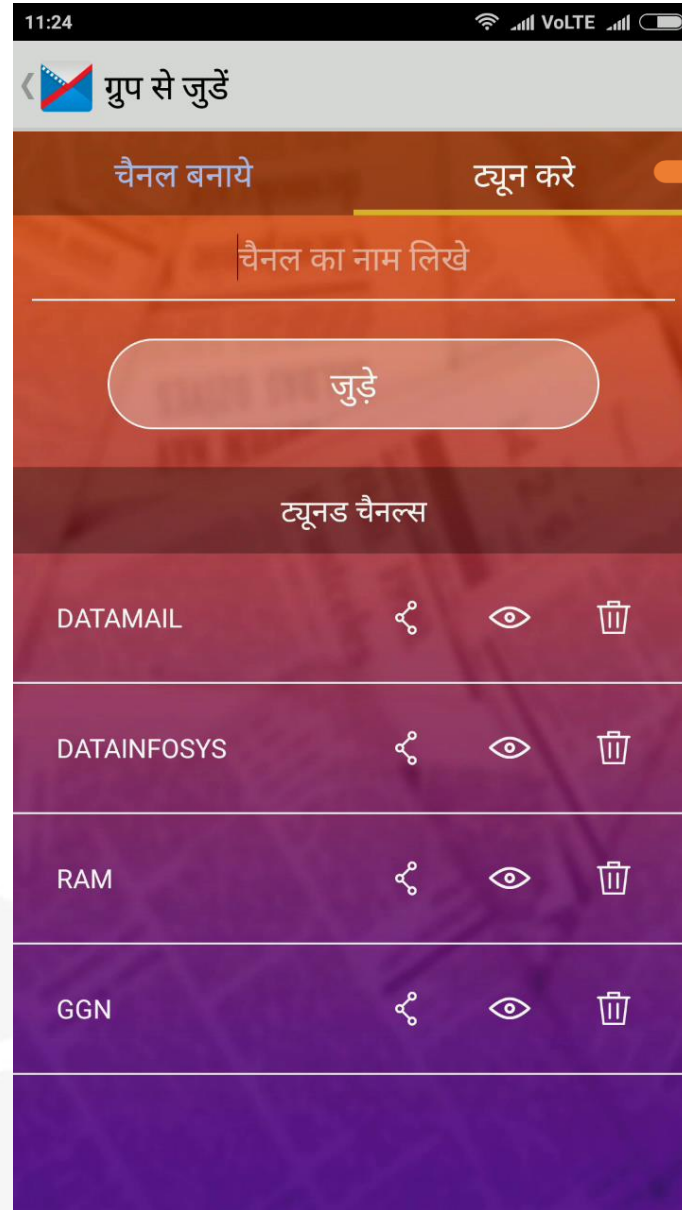 11:24 VoLTE
ग्रुप से जुडें
चैनल बनाये ट्यून करे
चैनल का नाम लिखे
जुड़े
ट्यूनड चैनल्स
DATAMAIL
DATAINFOSYS
RAM
GGN